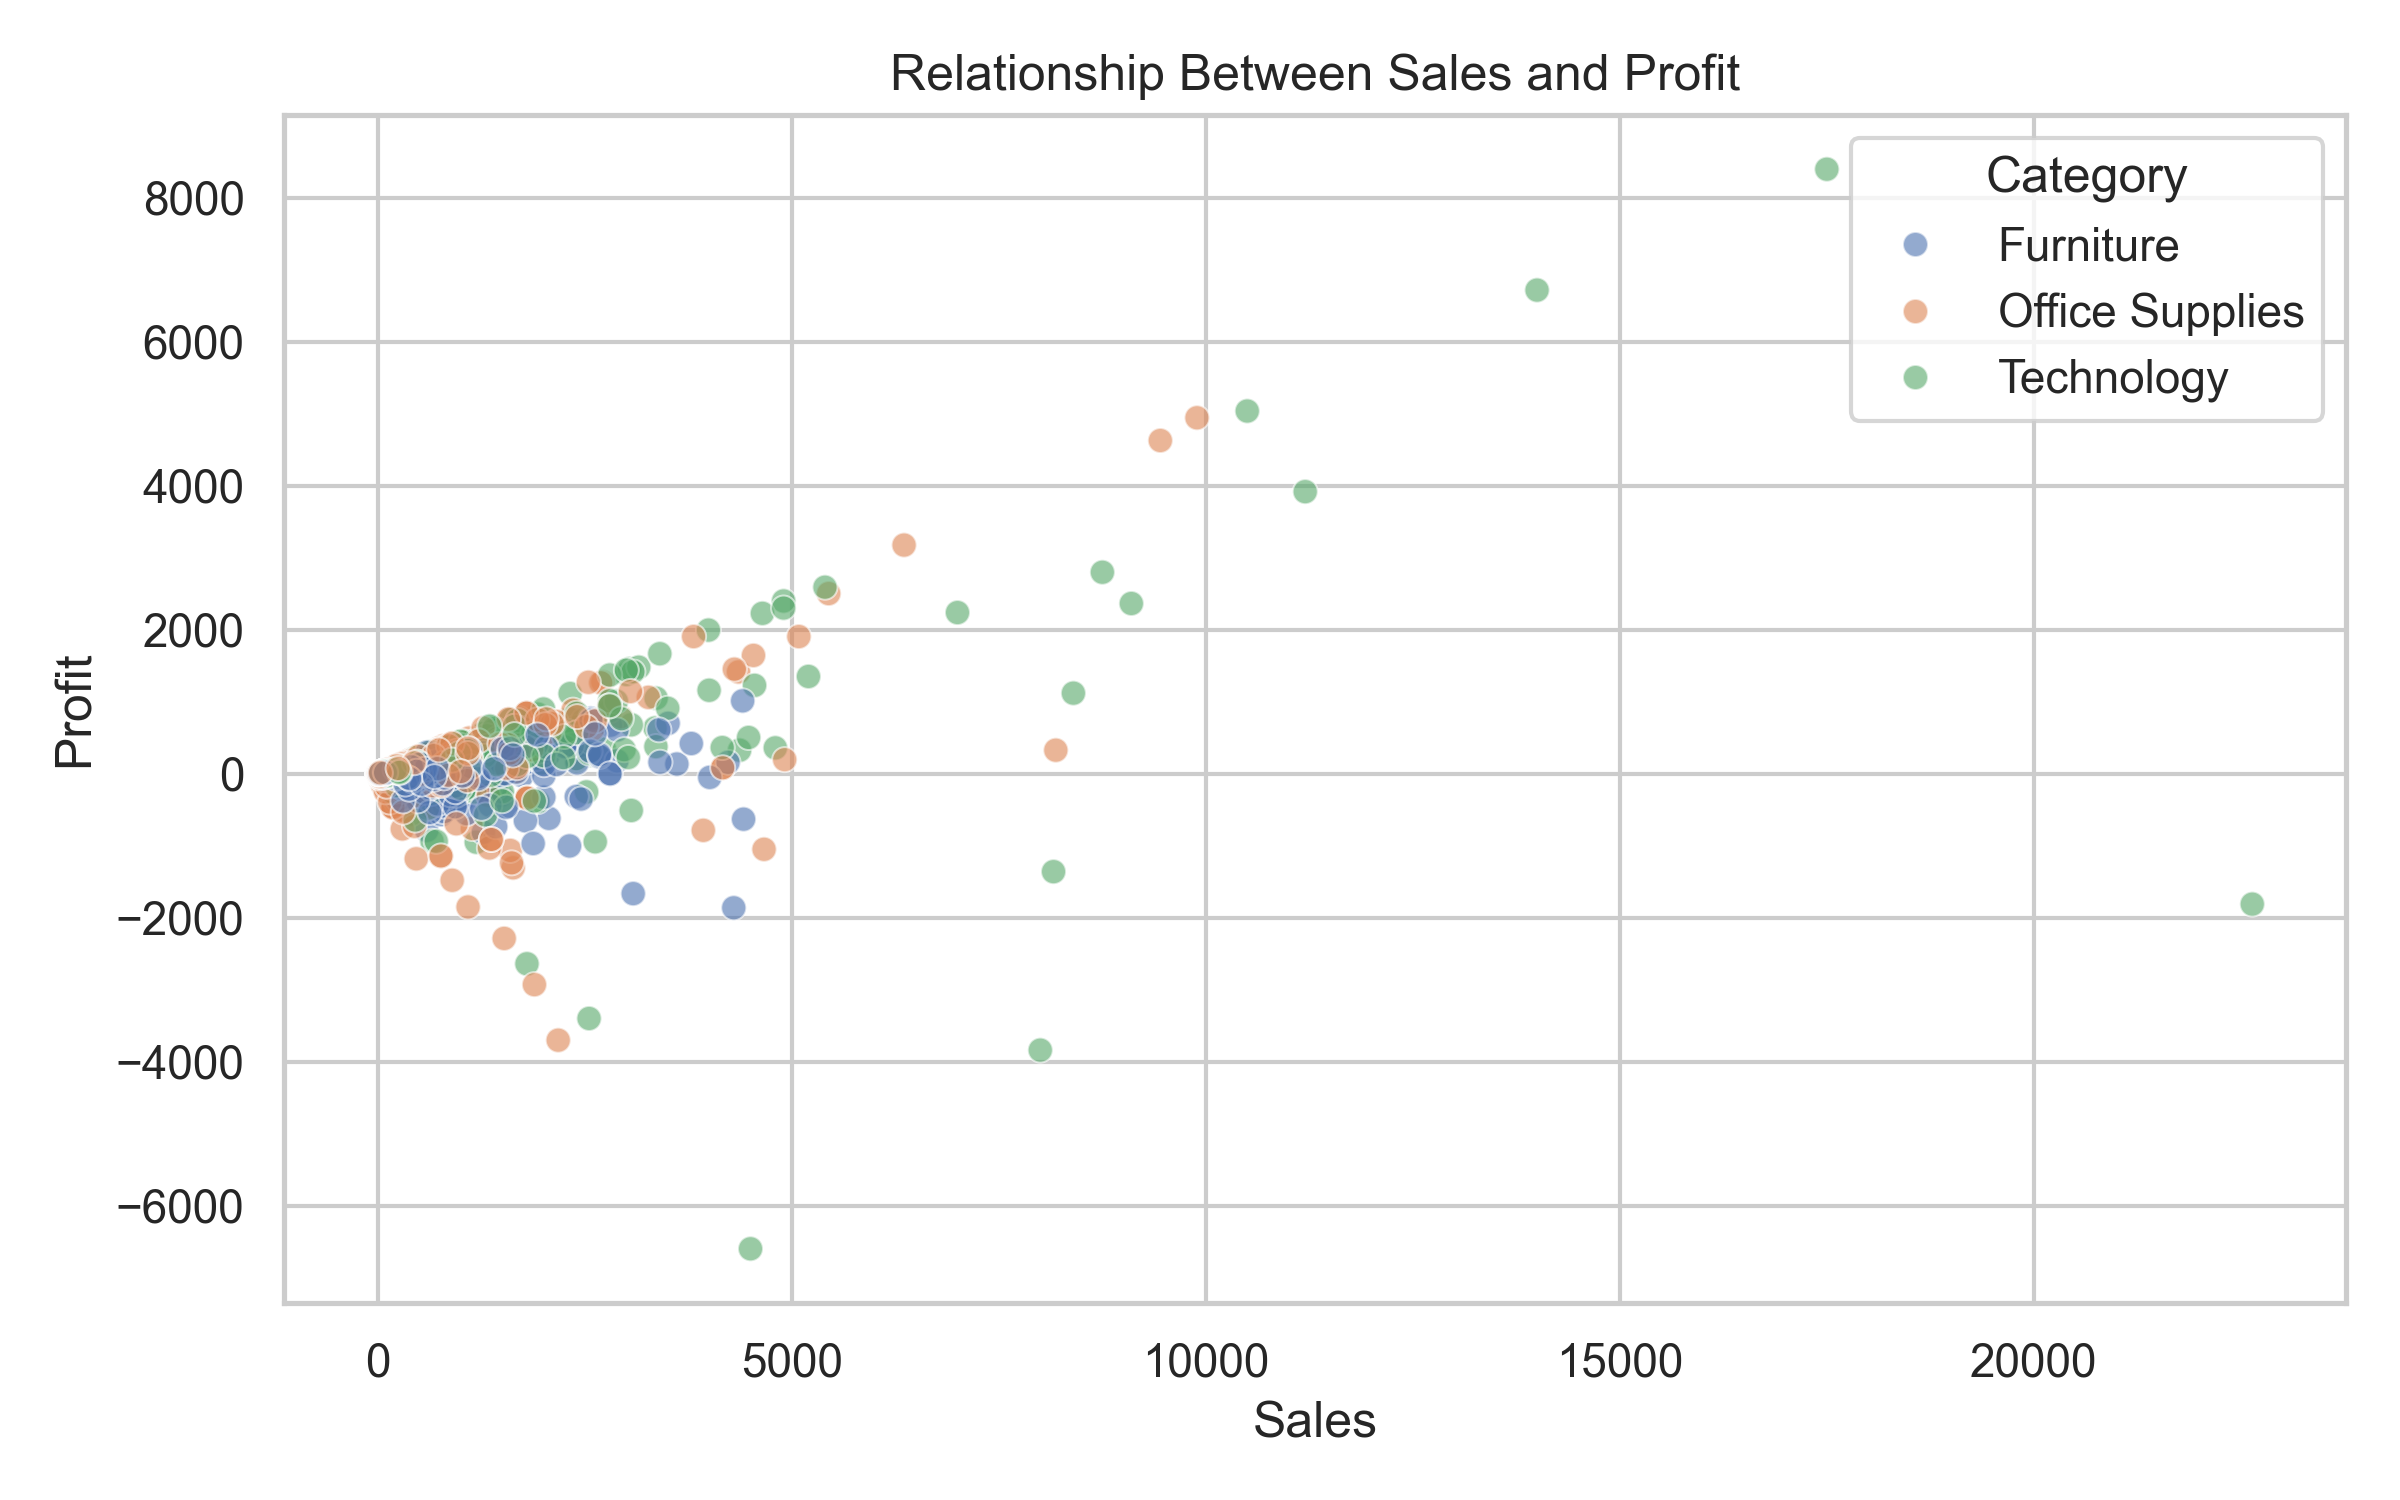 Relationship Between Sales and Profit
Category
Furniture
Office Supplies
Technology
8000
6000
4000
2000
0
−2000
−4000
−6000
Profit
0 5000 10000 15000 20000
Sales